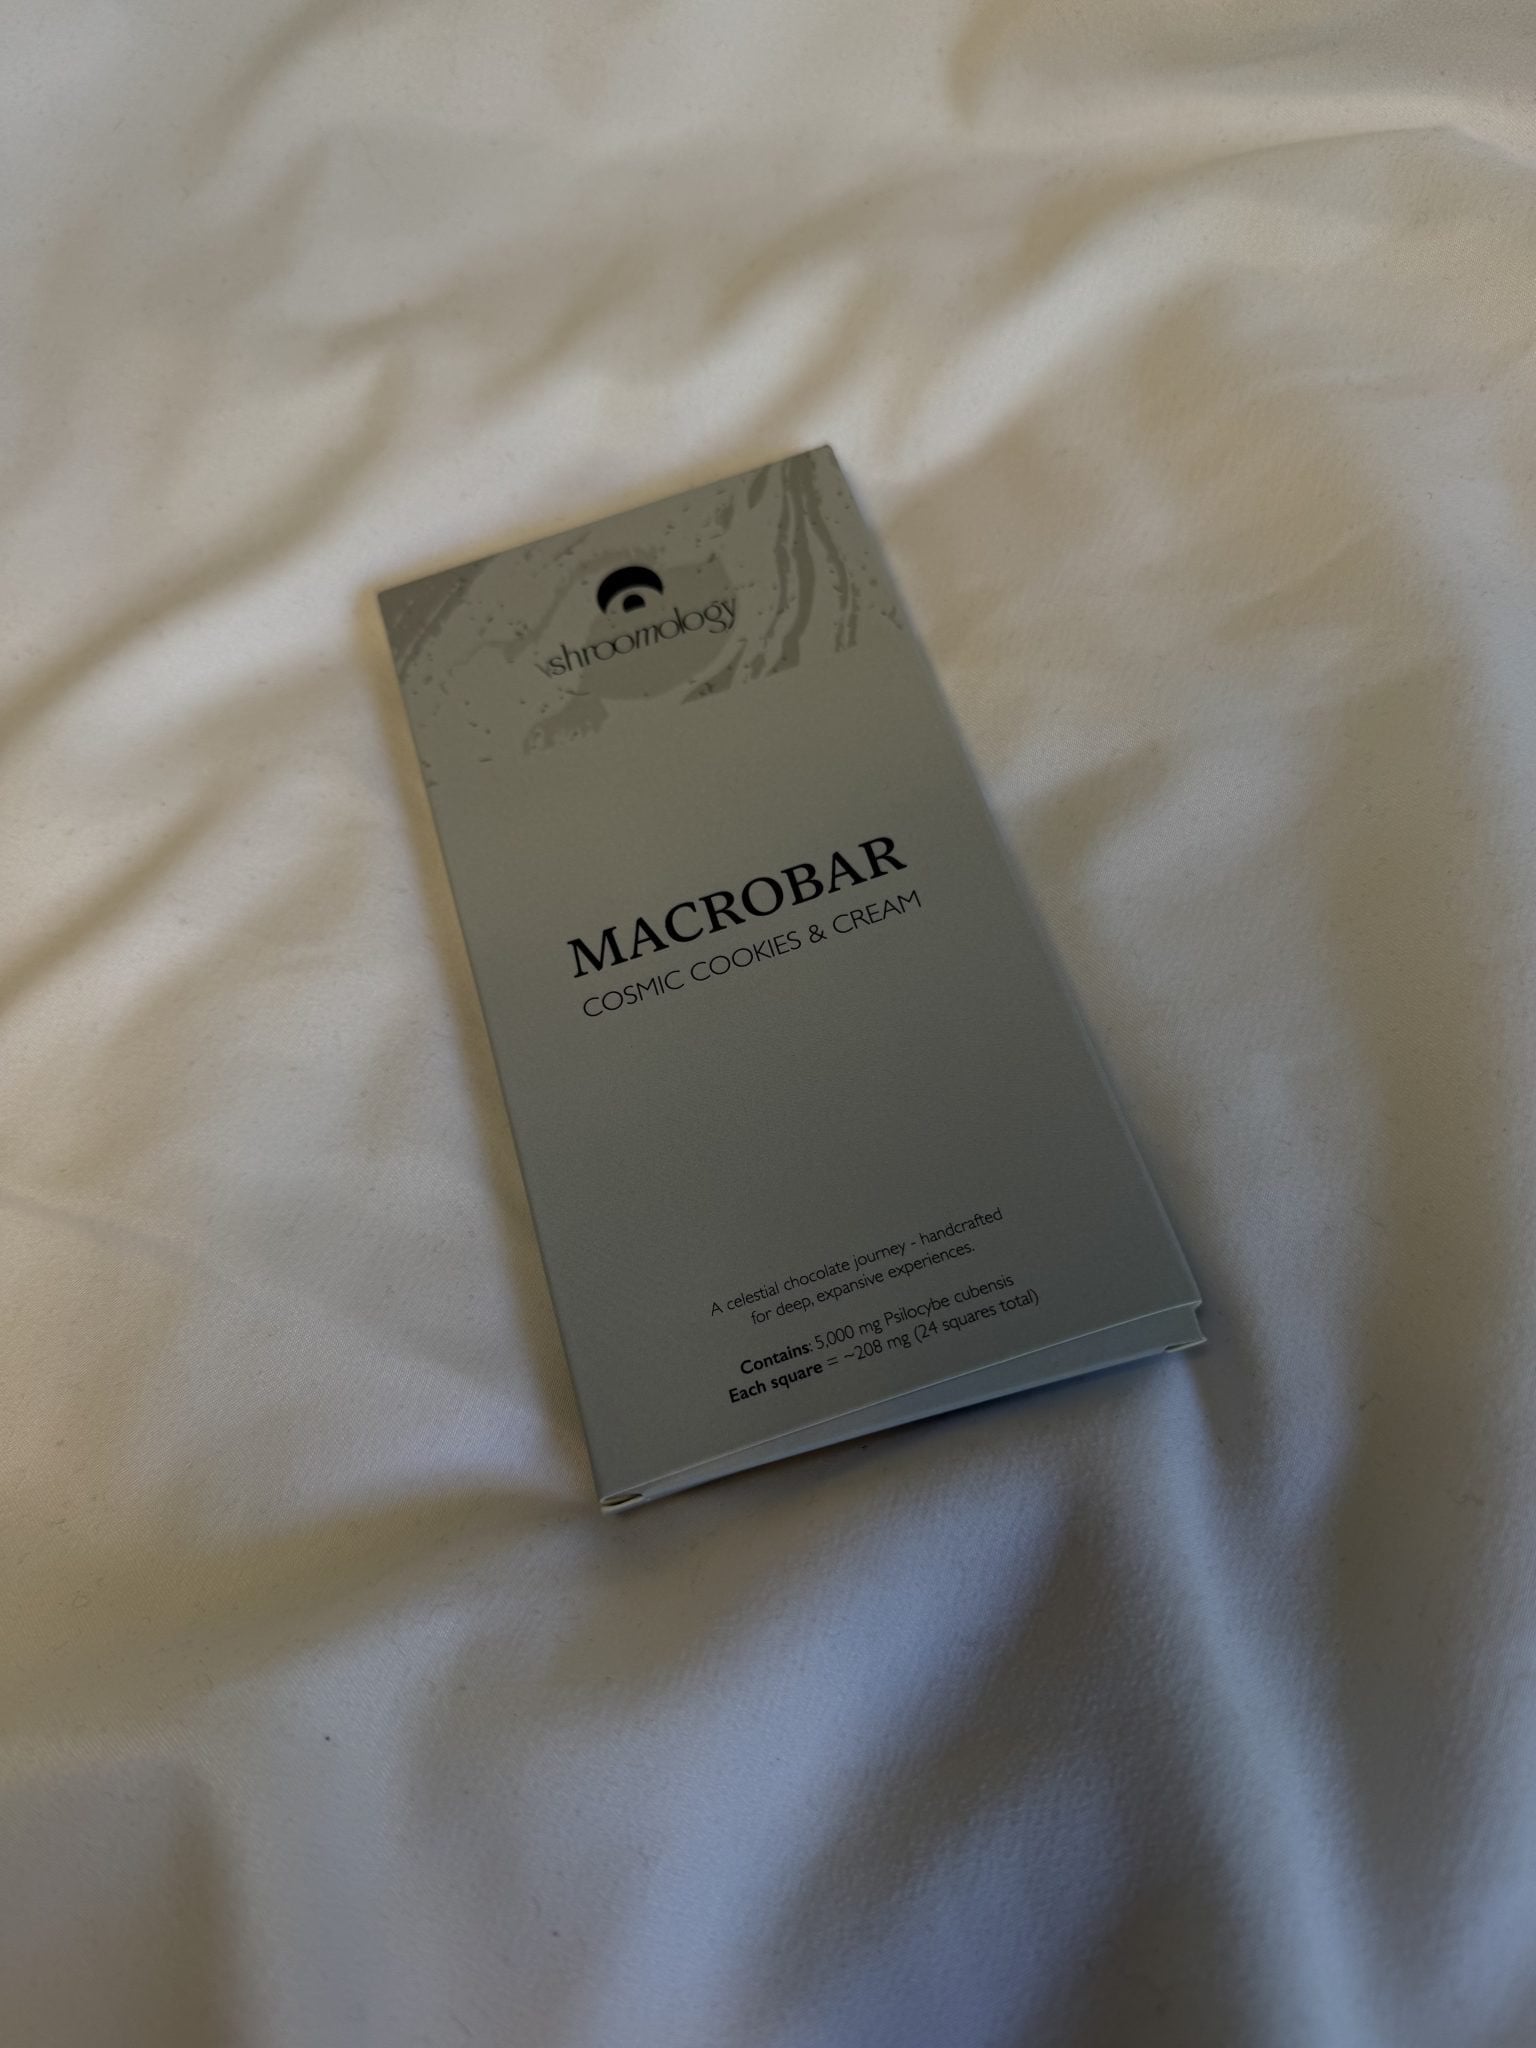 shroomology
MACROBAR
COSMIC COOKIES & CREAM
A celestial chocolate journey - handcrafted
for deep, expansive experiences.
Contains: 5,000 mg Psilocybe cubensis
Each square = ~208 mg (24 squares total)